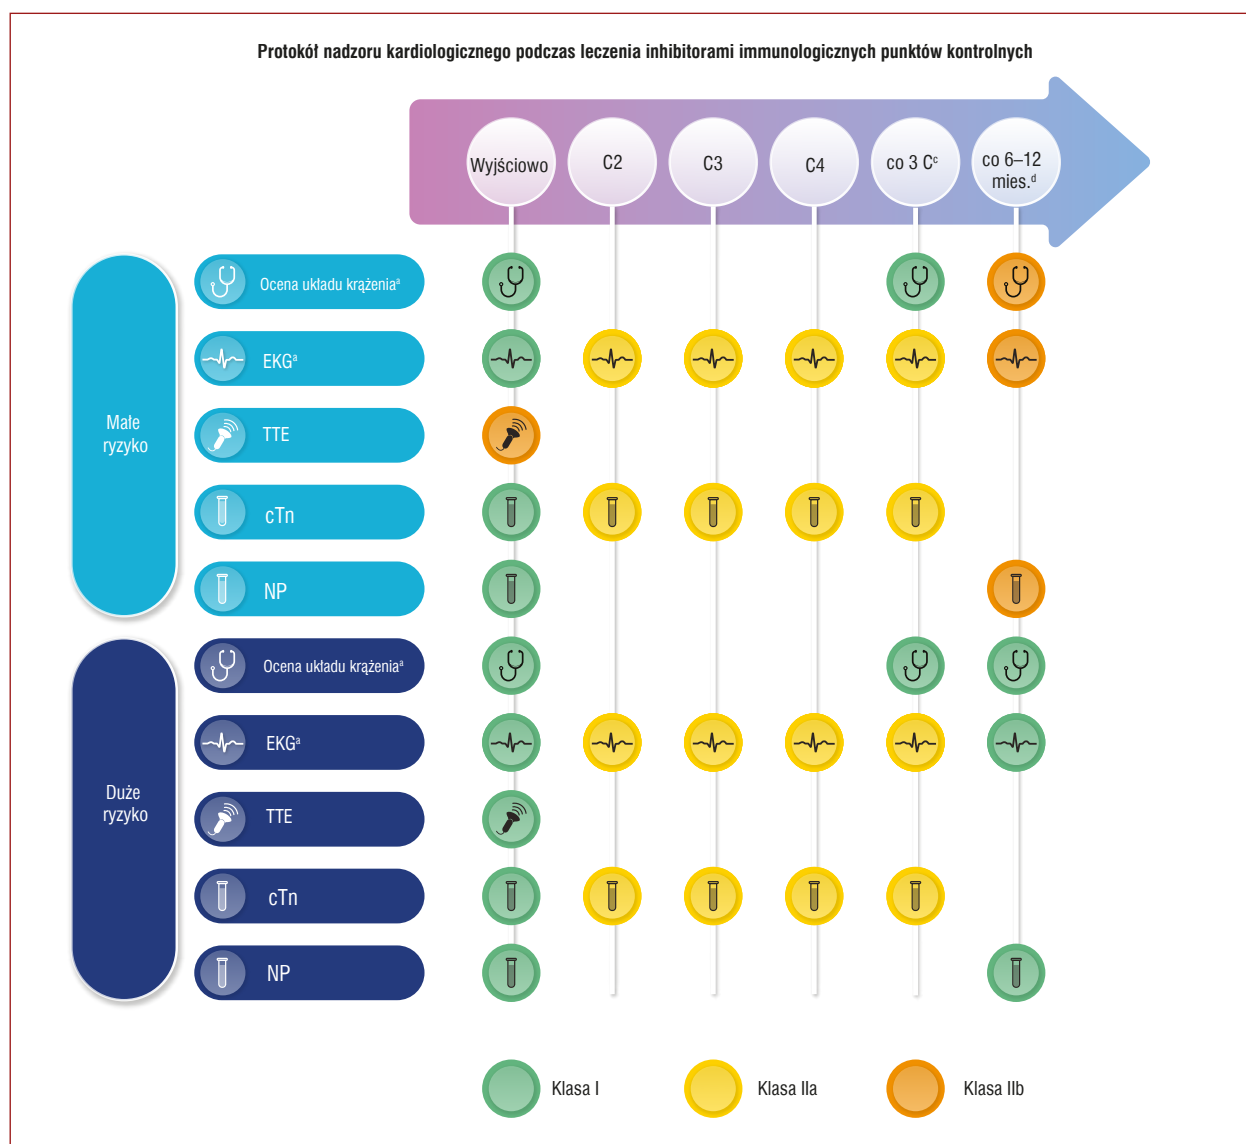 Protokół nadzoru kardiologicznego podczas leczenia inhibitorami immunologicznych punktów kontrolnych
Wyjściowo
C2
C3
C4
co 3 Cᶜ
co 6–12
mies.ᵈ
Małe
ryzyko
Ocena układu krążeniaᵃ
EKGᵃ
TTE
cTn
NP
Duże
ryzyko
Ocena układu krążeniaᵃ
EKGᵃ
TTE
cTn
NP
Klasa I
Klasa IIa
Klasa IIb